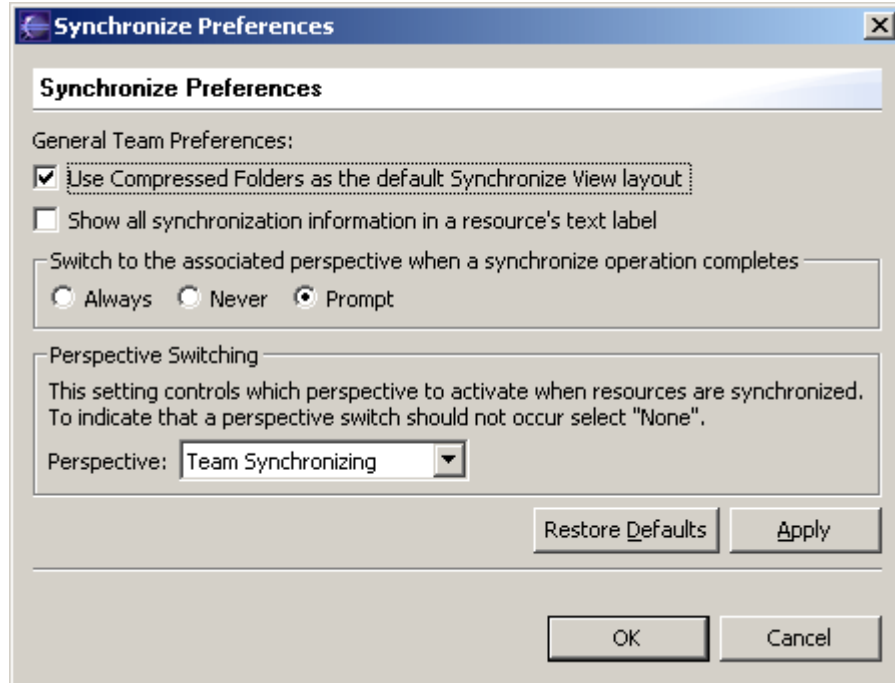 Synchronize Preferences
Synchronize Preferences
General Team Preferences:
Use Compressed Folders as the default Synchronize View layout
Show all synchronization information in a resource's text label
Switch to the associated perspective when a synchronize operation completes
Always Never Prompt
Perspective Switching
This setting controls which perspective to activate when resources are synchronized.
To indicate that a perspective switch should not occur select "None".
Perspective: Team Synchronizing
Restore Defaults Apply
OK Cancel